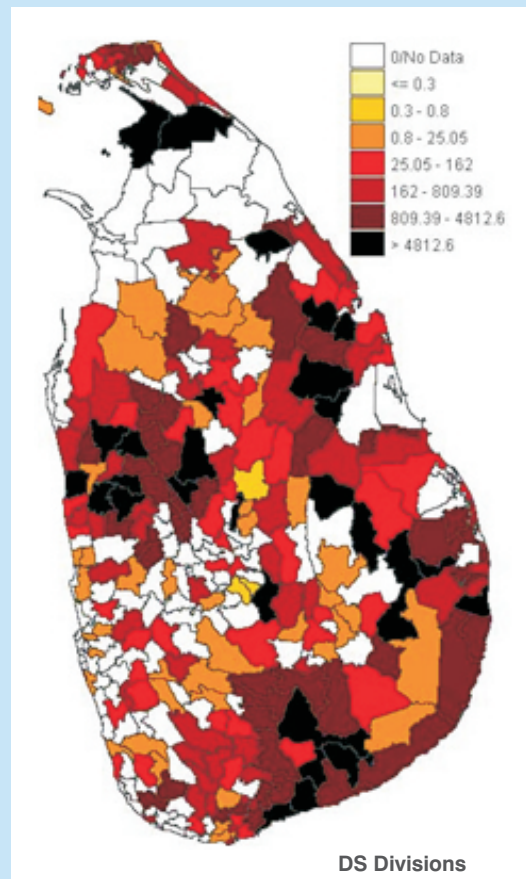 0/No Data
<= 0.3
0.3 - 0.8
0.8 - 25.05
25.05 - 162
162 - 809.39
809.39 - 4812.6
> 4812.6
DS Divisions